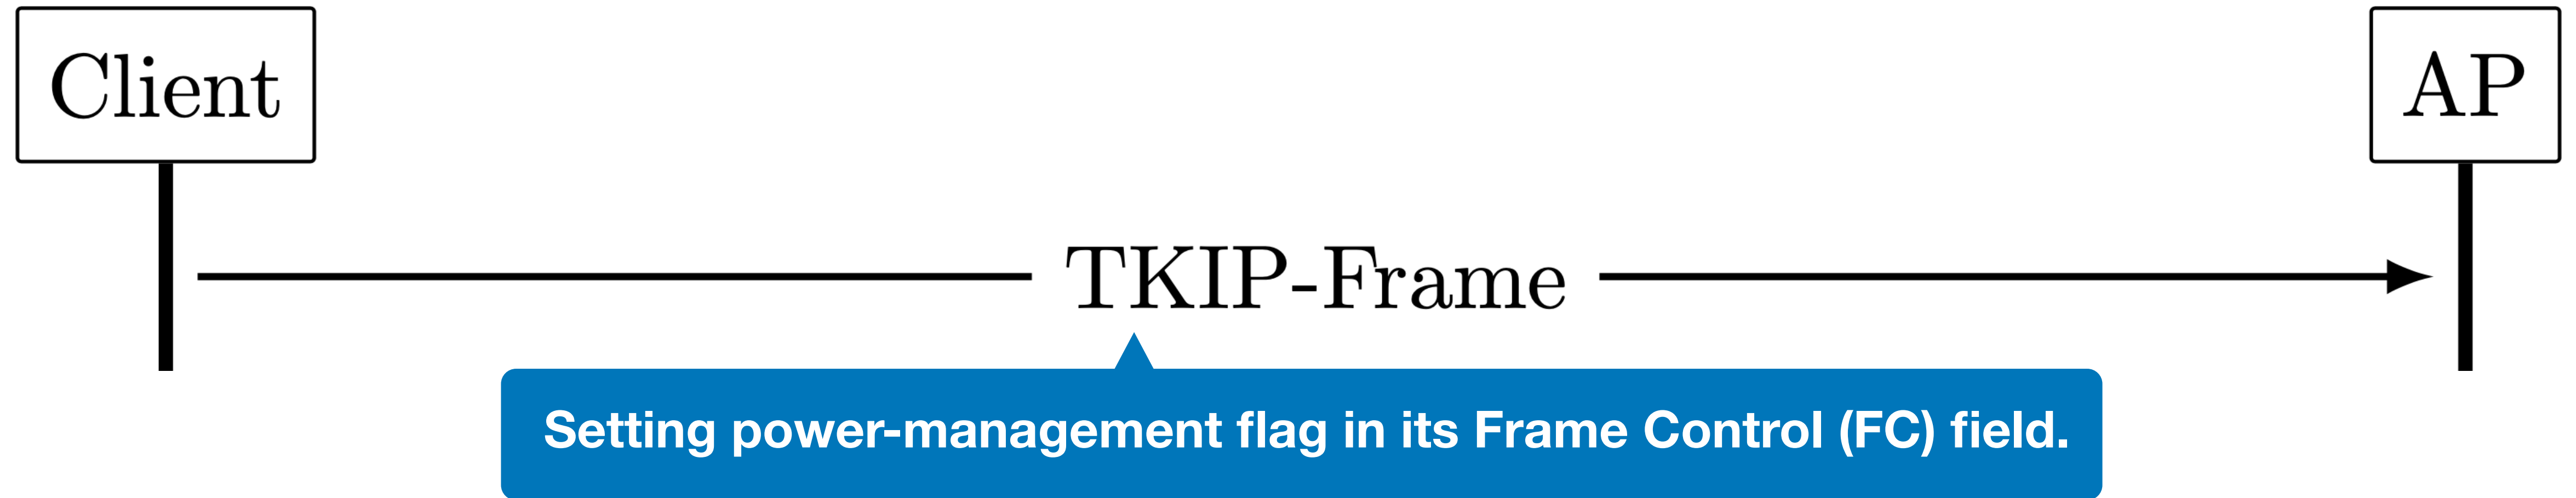 Client
AP
TKIP-Frame
Setting power-management flag in its Frame Control (FC) field.